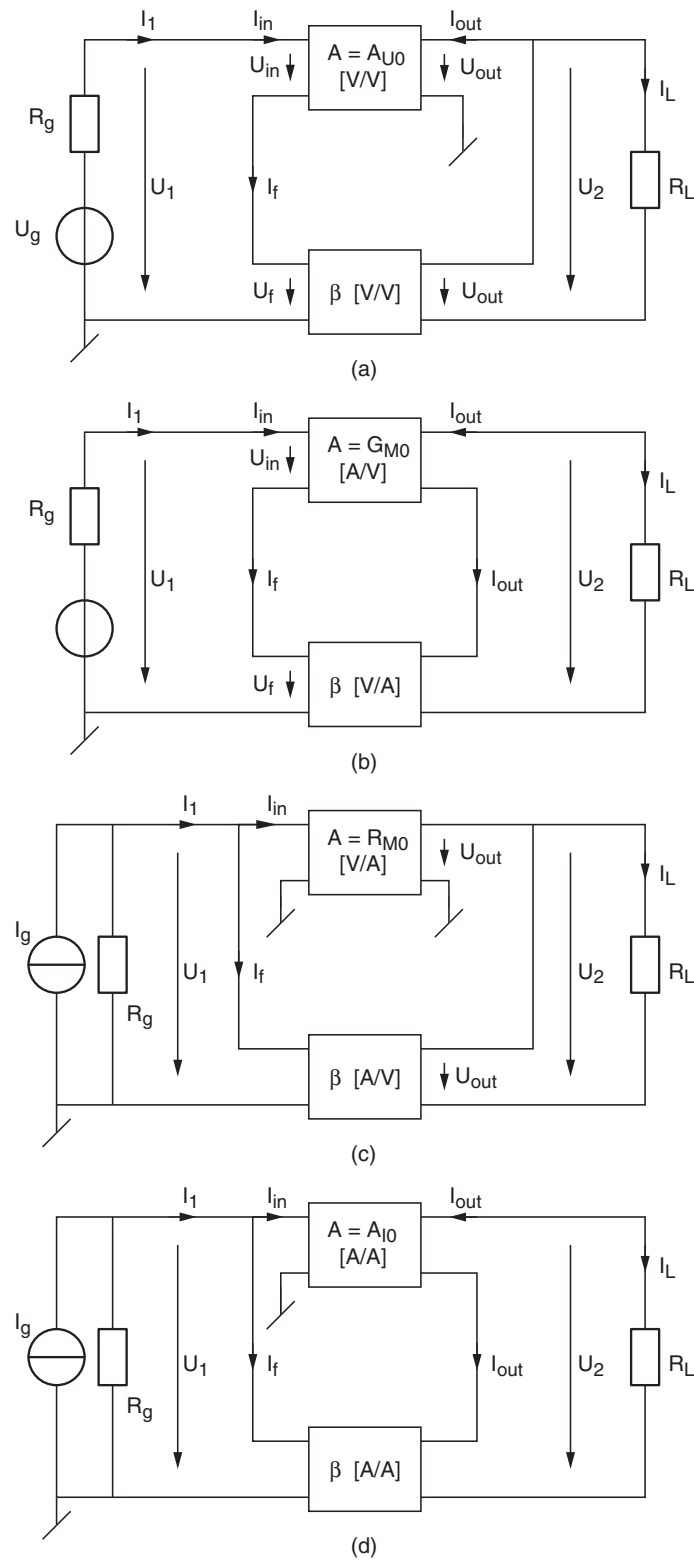 I1 Iin Iout
Uin A = AU0 Uout
[V/V]
IL
Rg
U1 If U2 RL
Ug
Uf β [V/V] Uout
(a)
I1 Iin Iout
Uin A = GM0
[A/V]
IL
Rg
U1 If Iout U2 RL
Uf β [V/A]
(b)
I1 Iin
A = RM0 Uout
[V/A]
IL
Ig
U1 If U2 RL
Rg
β [A/V] Uout
(c)
I1 Iin Iout
A = AI0
[A/A]
IL
Ig
U1 If Iout U2 RL
Rg
β [A/A]
(d)